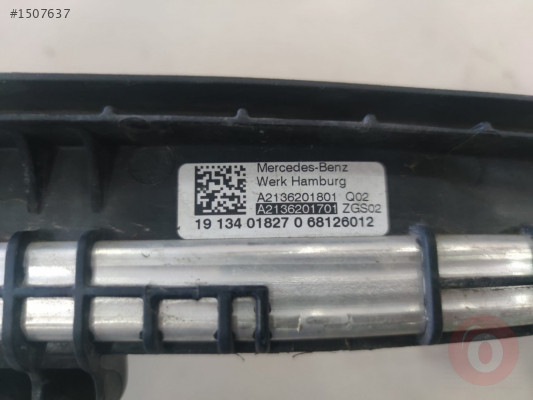 #1507637
Mercedes-Benz
Werk Hamburg
A2136201801 Q02
A2136201701 ZGS02
19 134 01827 0 68126012